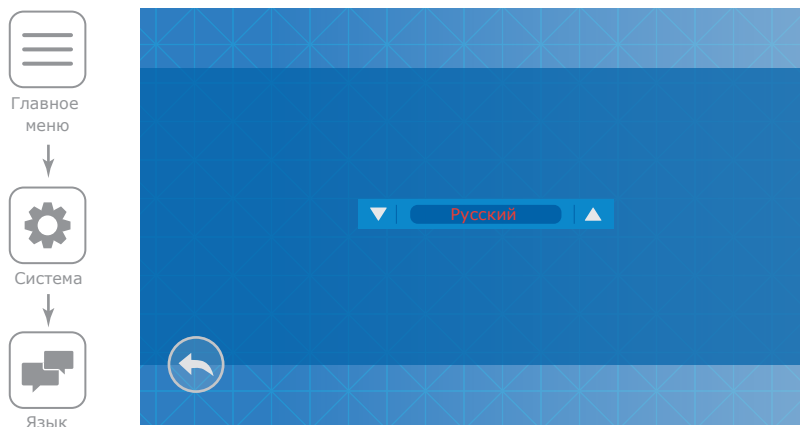 Главное
меню
Система
Язык
Русский